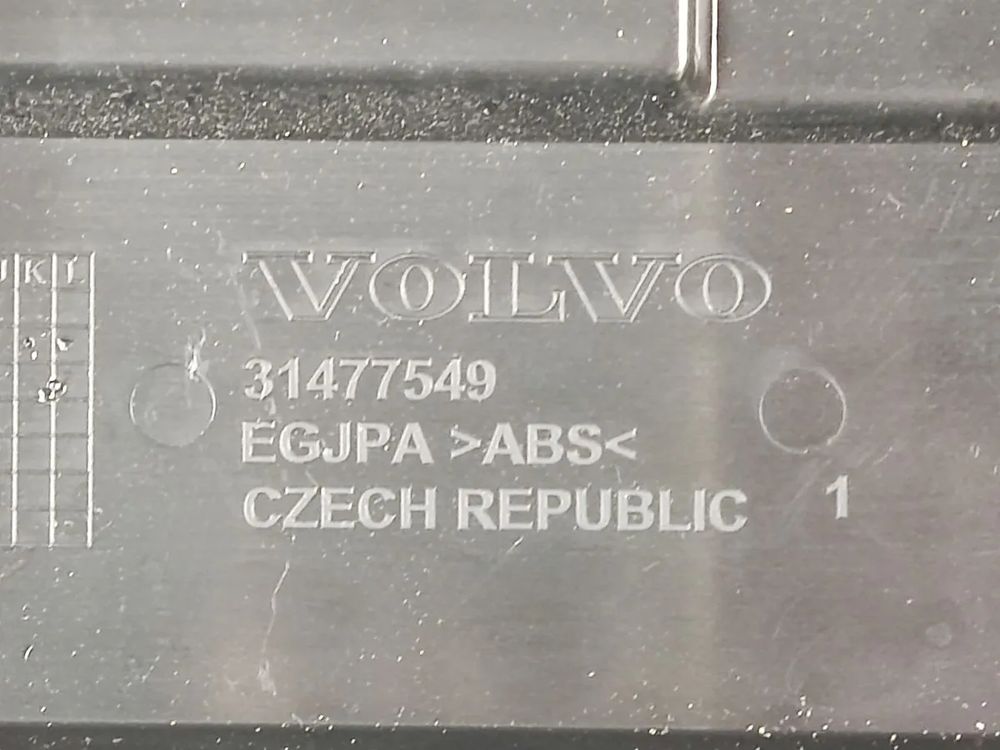 VOLVO
31477549
EGJPA >ABS<
CZECH REPUBLIC 1
J K L